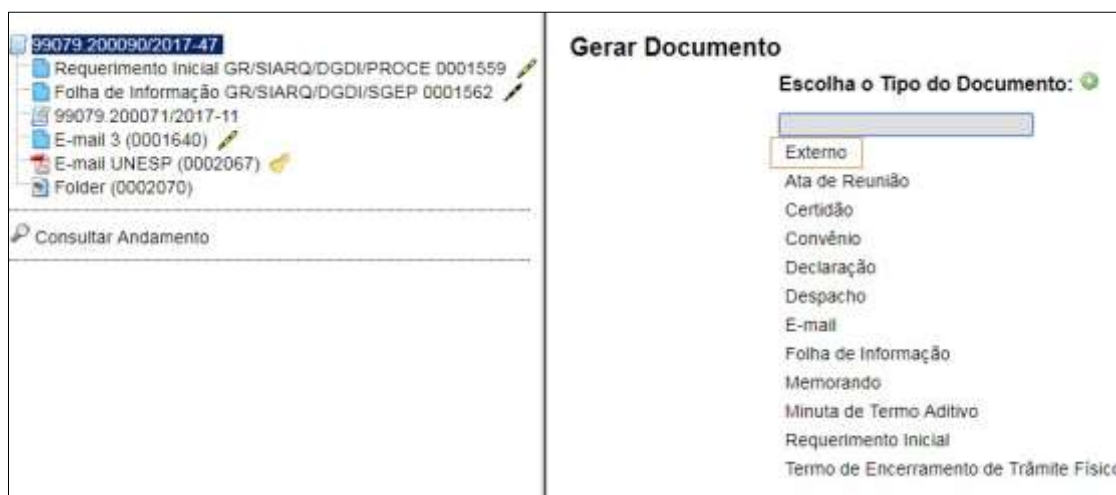 99079.200090/2017-47
Requerimento Inicial GR/SIARQ/DGDI/PROCE 0001559
Folha de Informação GR/SIARQ/DGDI/SGEP 0001562
99079.200071/2017-11
E-mail 3 (0001640)
E-mail UNESP (0002067)
Folder (0002070)
Consultar Andamento
Gerar Documento
Escolha o Tipo do Documento:
Externo
Ata de Reunião
Certidão
Convênio
Declaração
Despacho
E-mail
Folha de Informação
Memorando
Minuta de Termo Aditivo
Requerimento Inicial
Termo de Encerramento de Trâmite Físico